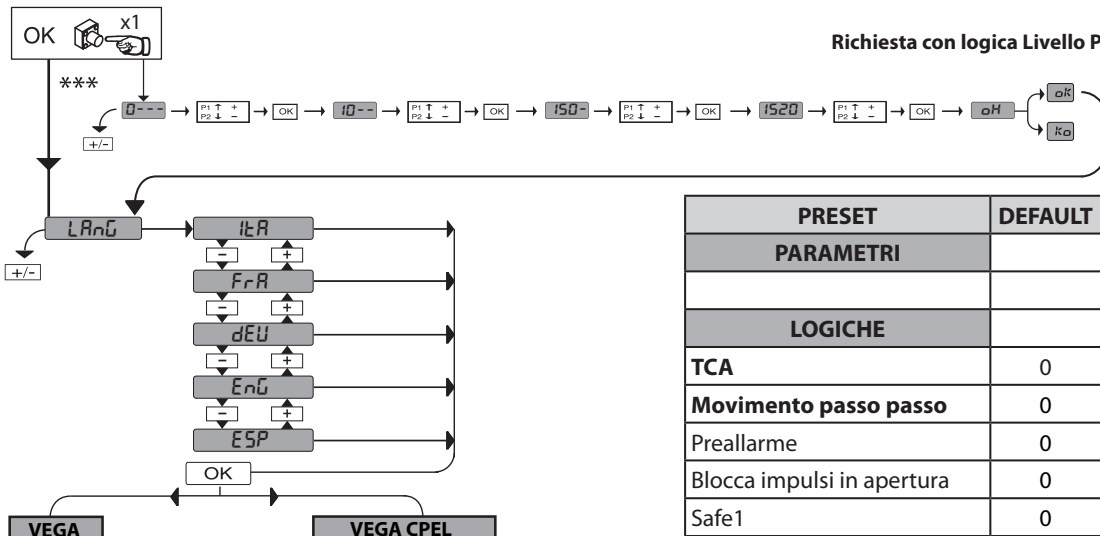 OK x1
Richiesta con logica Livello P
***
0--- → P1 ↑ + P2 ↓ - → OK → 10-- → P1 ↑ + P2 ↓ - → OK → 150- → P1 ↑ + P2 ↓ - → OK → 1520 → P1 ↑ + P2 ↓ - → OK → oH
oK
Ko
+/-
LAnG
+/-
ItA
- +
FrA
- +
dEU
- +
EnG
- +
ESP
OK
VEGA
VEGA CPEL
PRESET DEFAULT
PARAMETRI
LOGICHE
TCA 0
Movimento passo passo 0
Preallarme 0
Blocca impulsi in apertura 0
Safe1 0